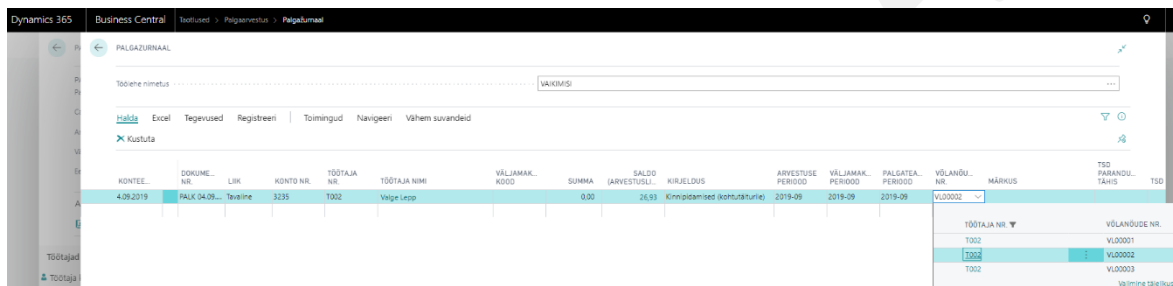 Dynamics 365 Business Central Taotlused > Palgaarvestus > Palgažurnaal
PALGAZURNAAL
Töölehe nimetus VAIKIMISI ...
Halda Excel Tegevused Registreeri Toimingud Navigeeri Vähem suvandeid
Kustuta
KONTEE... DOKUME... NR. LIIK KONTO NR. TÖÖTAJA NR. TÖÖTAJA NIMI VÄLJAMAK... KOOD SUMMA SALDO (ARVESTUSLI... KIRJELDUS ARVESTUSE PERIOOD VÄLJAMAK... PERIOOD PALGATEA... PERIOOD VÕLANÕU... NR. MÄRKUS TSD PARANDU... TÄHIS TSD
4.09.2019 PALK 04.09.... Tavaline 3235 T002 Valge Lepp 0,00 26,93 Kinnipidamised (kohtutäiturile) 2019-09 2019-09 2019-09 VL00002
TÖÖTAJA NR. VÕLANÕUDE NR.
T002 VL00001
T002 VL00002
T002 VL00003
Töötajad
Töötaja